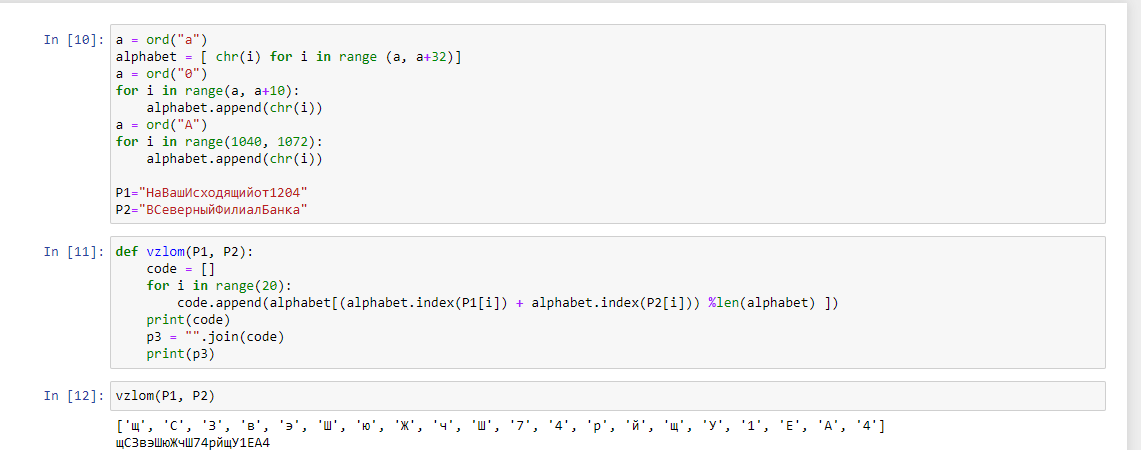 In [10]: a = ord("а")
alphabet = [ chr(i) for i in range (a, a+32)]
a = ord("0")
for i in range(a, a+10):
    alphabet.append(chr(i))
a = ord("А")
for i in range(1040, 1072):
    alphabet.append(chr(i))
P1="НаВашИсходящийот1204"
P2="ВСеверныйФилиалБанка"
In [11]: def vzlom(P1, P2):
    code = []
    for i in range(20):
        code.append(alphabet[(alphabet.index(P1[i]) + alphabet.index(P2[i])) %len(alphabet) ])
    print(code)
    p3 = "".join(code)
    print(p3)
In [12]: vzlom(P1, P2)
['щ', 'С', 'З', 'в', 'э', 'Ш', 'ю', 'Ж', 'ч', 'Ш', '7', '4', 'р', 'й', 'щ', 'У', '1', 'Е', 'А', '4']
щСЗвэШюЖчШ74рйщУ1ЕА4